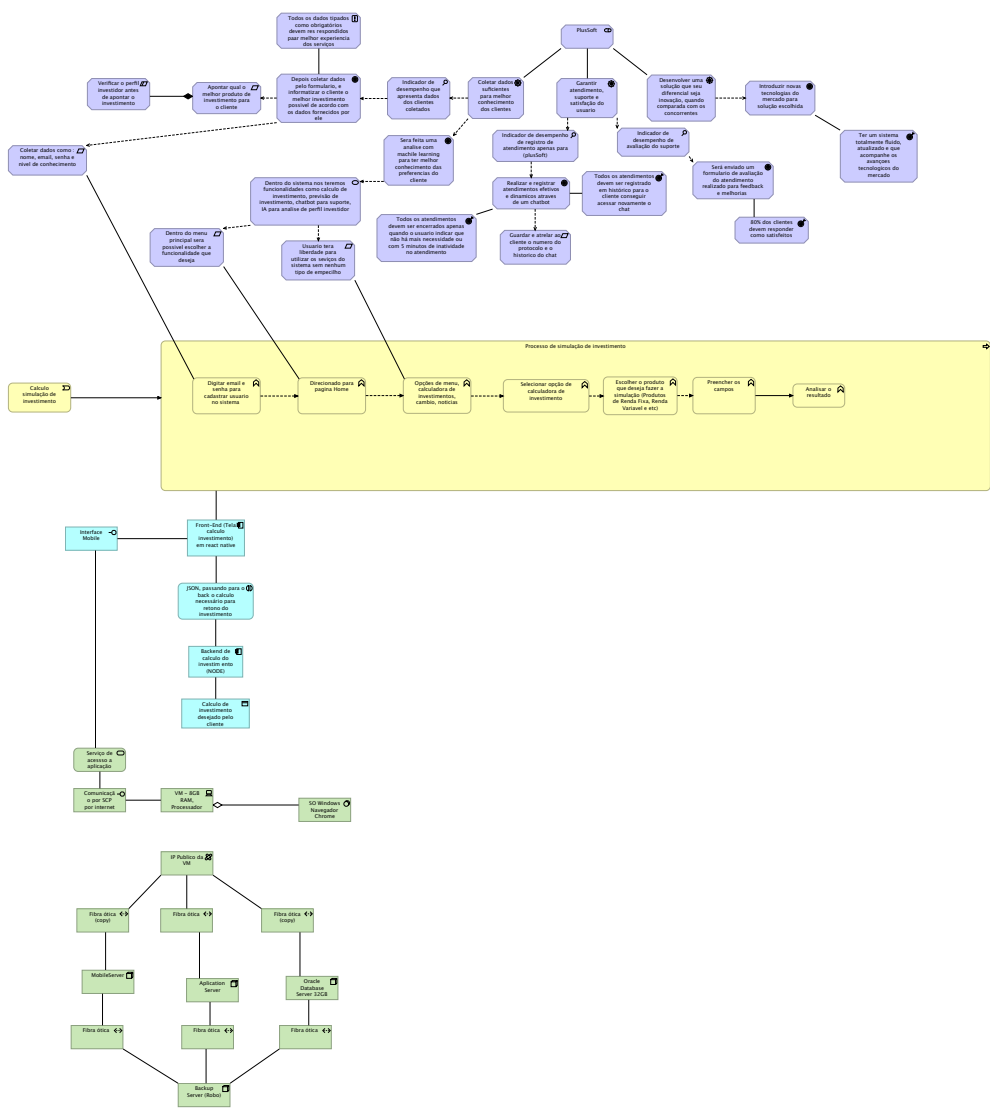 Todos os dados tipados
como obrigatórios
devem res respondidos
paar melhor experiencia
dos serviços
PlusSoft
Verificar o perfil
investidor antes
de apontar o
investimento
Apontar qual o
melhor produto de
investimento para
o cliente
Depois coletar dados
pelo formulario, e
informatizar o cliente o
melhor investimento
possivel de acordo com
os dados fornecidos por
ele
Indicador de
desempenho que
apresenta dados
dos clientes
coletados
Coletar dados
suficientes
para melhor
conhecimento
dos clientes
Garantir
atendimento,
suporte e
satisfação do
usuario
Desenvolver uma
solução que seu
diferencial seja
inovação, quando
comparada com os
concorrentes
Introduzir novas
tecnologias do
mercado para
solução escolhida
Coletar dados como
nome, email, senha e
nivel de conhecimento
Sera feita uma
analise com
machile learning
para ter melhor
conhecimento das
preferencias do
cliente
Indicador de desempenho
de registro de
atendimento apenas para
(plusSoft)
Indicador de
desempenho de
avaliação do suporte
Ter um sistema
totalmente fluido,
atualizado e que
acompanhe os
avançoes
tecnologicos do
mercado
Dentro do sistema nos teremos
funcionalidades como calculo de
investimento, previsão de
investimento, chatbot para suporte,
IA para analise de perfil investidor
Realizar e registrar
atendimentos efetivos
e dinamicos atraves
de um chatbot
Todos os atendimentos
devem ser registrado
em histórico para o
cliente conseguir
acessar novamente o
chat
Será enviado um
formulario de avaliação
do atendimento
realizado para feedback
e melhorias
Dentro do menu
principal sera
possivel escolher a
funcionalidade que
deseja
Usuario tera
liberdade para
utilizar os seviços do
sistema sem nenhum
tipo de empecilho
Todos os atendimentos
devem ser encerrados apenas
quando o usuario indicar que
não há mais necessidade ou
com 5 minutos de inatividade
no atendimento
Guardar e atrelar ao
cliente o numero do
protocolo e o
historico do chat
80% dos clientes
devem responder
como satisfeitos
Processo de simulação de investimento
Calculo
simulação de
investimento
Digitar email e
senha para
cadastrar usuario
no sistema
Direcionado para
pagina Home
Opções de menu,
calculadora de
investimentos,
cambio, noticias
Selecionar opção de
calculadora de
investimento
Escolher o produto
que deseja fazer a
simulação (Produtos
de Renda Fixa, Renda
Variavel e etc)
Preencher os
campos
Analisar o
resultado
Interface
Mobile
Front-End (Tela
calculo
investimento)
em react native
JSON, passando para o
back o calculo
necessário para
retono do
investimento
Backend de
calculo do
investim ento
(NODE)
Calculo de
investimento
desejado pelo
cliente
Serviço de
acessso a
aplicação
Comunicaçã
o por SCP
por internet
VM - 8GB
RAM,
Processador
SO Windows
Navegador
Chrome
IP Publico da
VM
Fibra ótica
(copy)
Fibra ótica
Fibra ótica
(copy)
MobileServer
Aplication
Server
Oracle
Database
Server 32GB
Fibra ótica
Fibra ótica
Fibra ótica
Backup
Server (Robo)